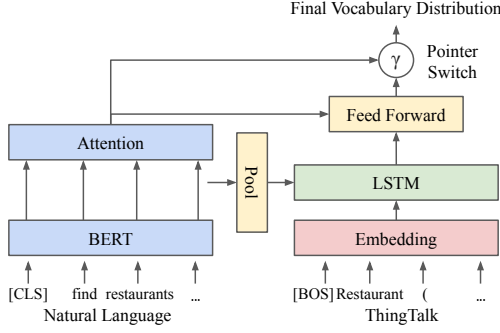 Final Vocabulary Distribution
γ
Pointer
Switch
Feed Forward
Attention
Pool
LSTM
BERT
Embedding
[CLS] find restaurants ...
[BOS] Restaurant ( ...
Natural Language
ThingTalk